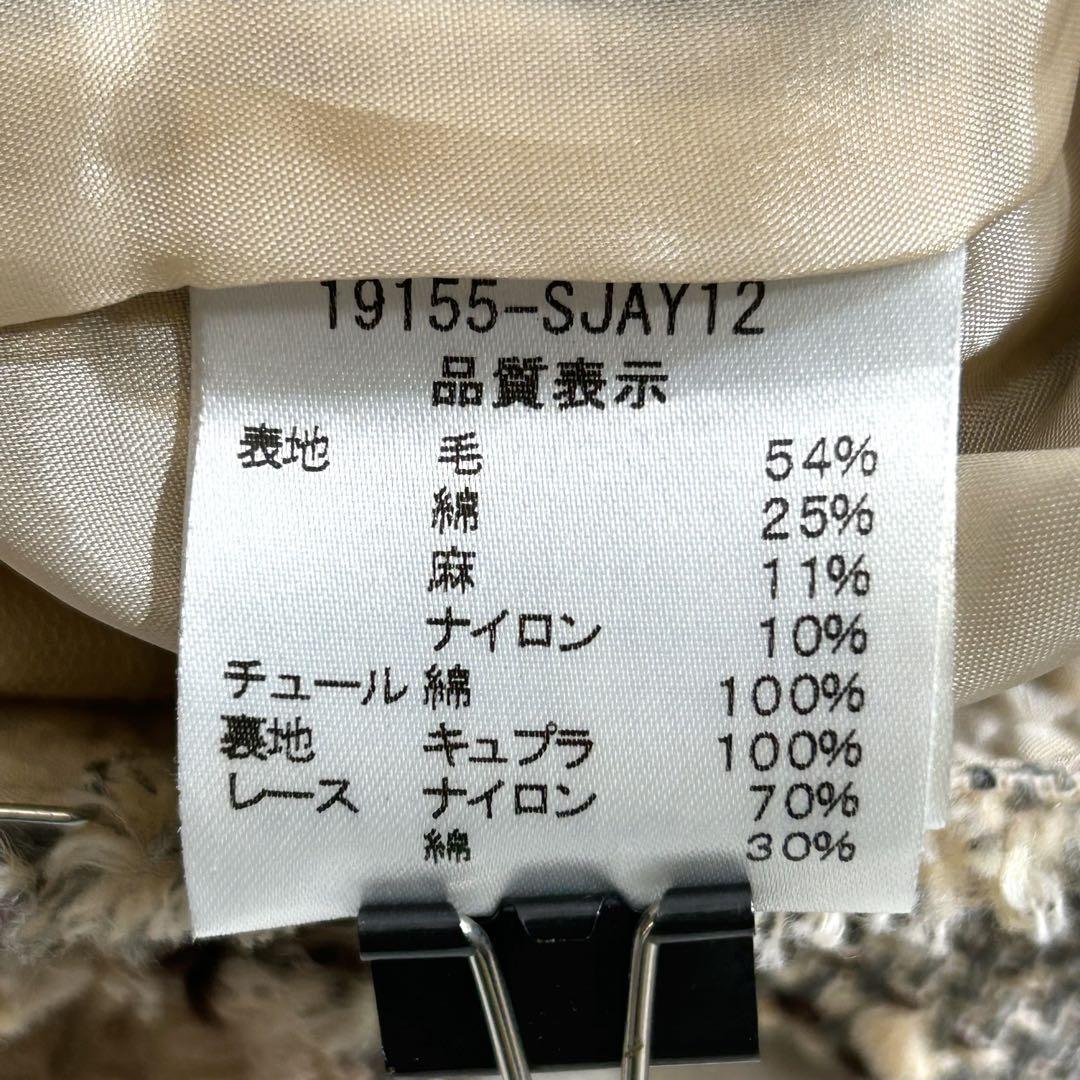 19155-SJAY12
品質表示
表地 毛 54%
綿 25%
麻 11%
ナイロン 10%
チュール 綿 100%
裏地 キュプラ 100%
レース ナイロン 70%
綿 30%